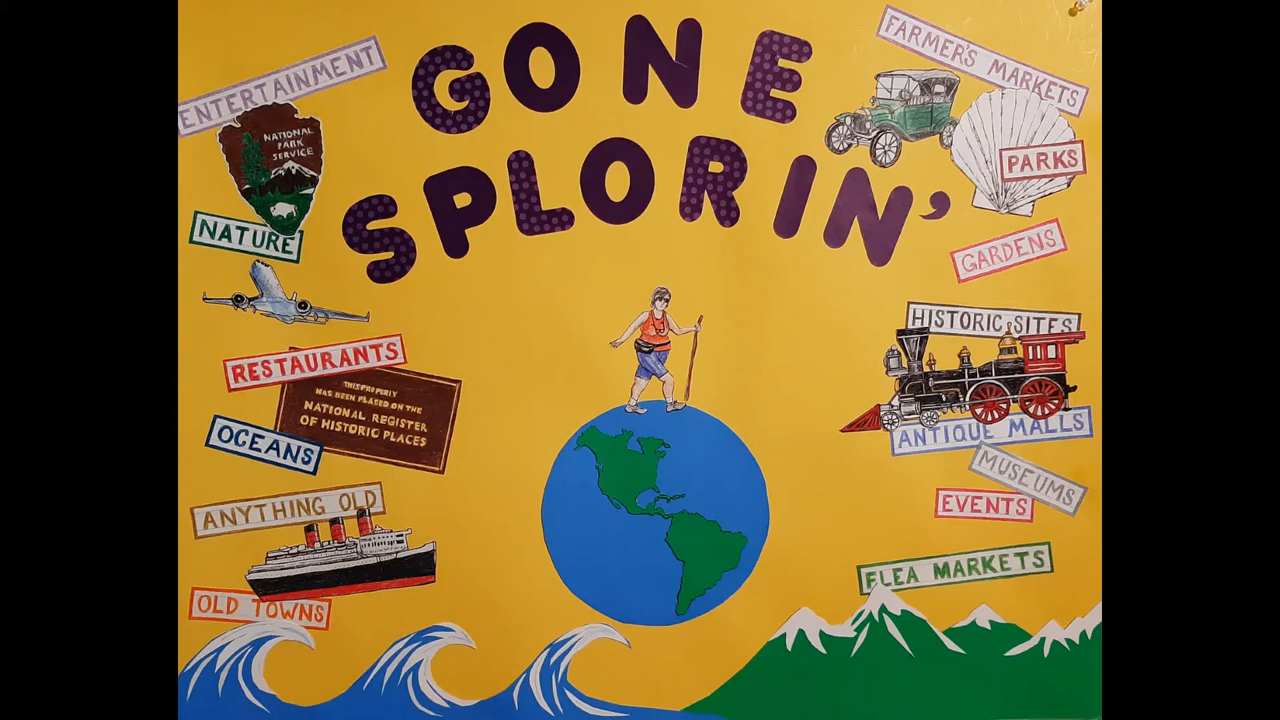 GONE
SPLORIN'
ENTERTAINMENT
NATIONAL
PARK
SERVICE
NATURE
RESTAURANTS
THIS PROPERTY
HAS BEEN PLACED ON THE
NATIONAL REGISTER
OF HISTORIC PLACES
OCEANS
ANYTHING OLD
OLD TOWNS
FARMER'S MARKETS
PARKS
GARDENS
HISTORIC SITES
ANTIQUE MALLS
MUSEUMS
EVENTS
FLEA MARKETS